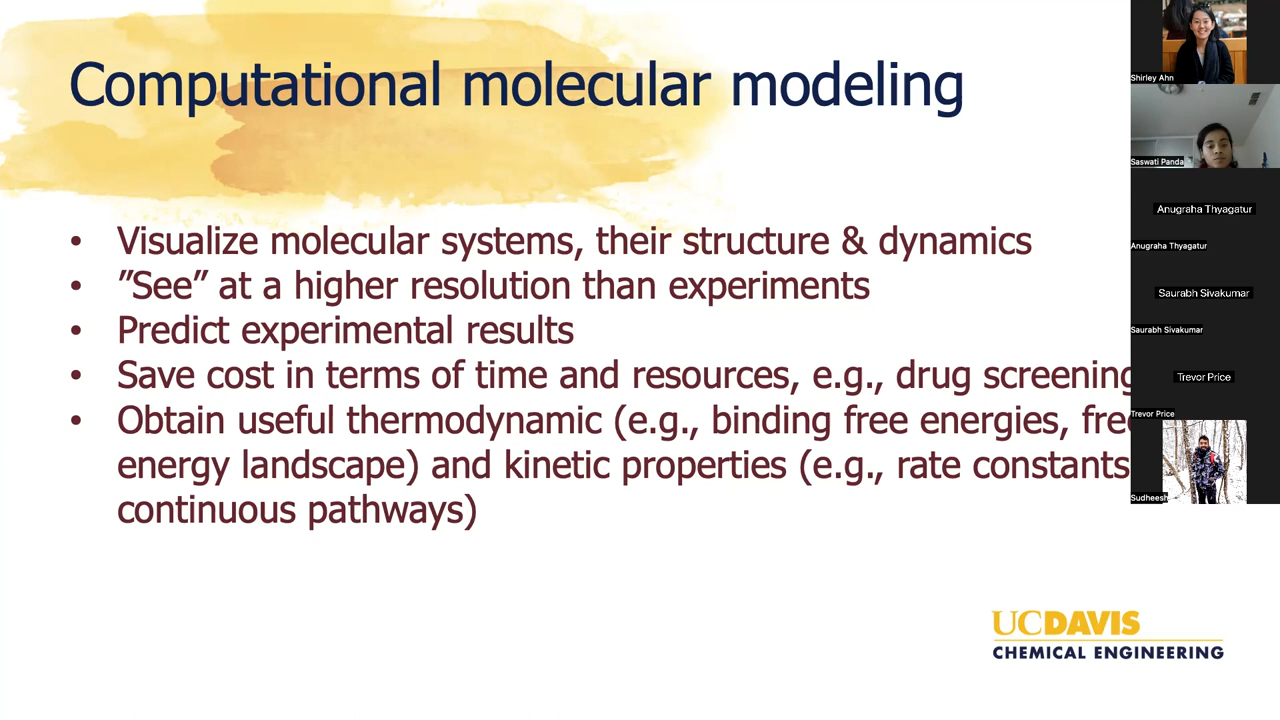 Computational molecular modeling
• Visualize molecular systems, their structure & dynamics
• ”See” at a higher resolution than experiments
• Predict experimental results
• Save cost in terms of time and resources, e.g., drug screening
• Obtain useful thermodynamic (e.g., binding free energies, free
energy landscape) and kinetic properties (e.g., rate constants
continuous pathways)
UCDAVIS
CHEMICAL ENGINEERING
Shirley Ahn
Saswati Panda
Anugraha Thyagatur
Anugraha Thyagatur
Saurabh Sivakumar
Saurabh Sivakumar
Trevor Price
Trevor Price
Sudheesh